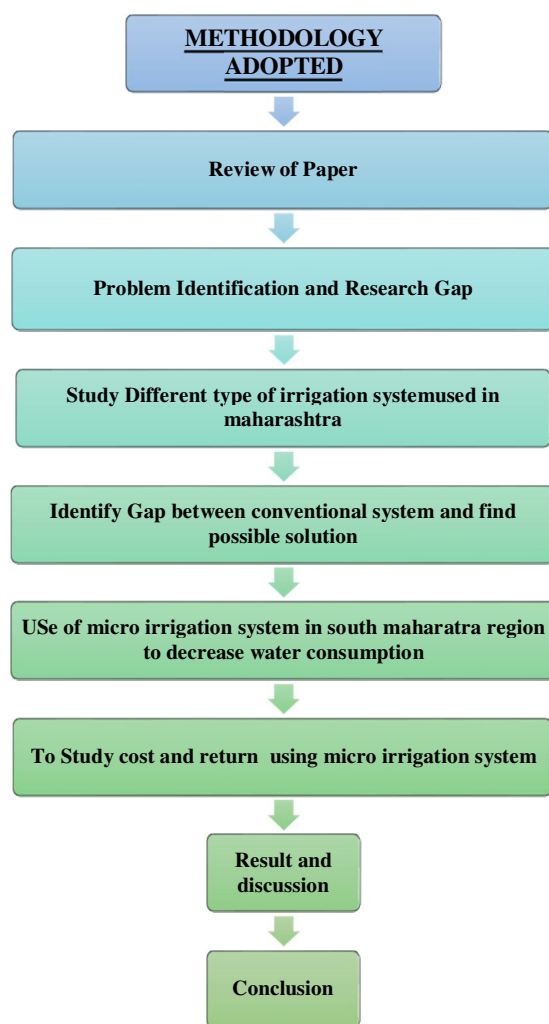 METHODOLOGY
ADOPTED
Review of Paper
Problem Identification and Research Gap
Study Different type of irrigation systemused in
maharashtra
Identify Gap between conventional system and find
possible solution
USe of micro irrigation system in south maharatra region
to decrease water consumption
To Study cost and return using micro irrigation system
Result and
discussion
Conclusion